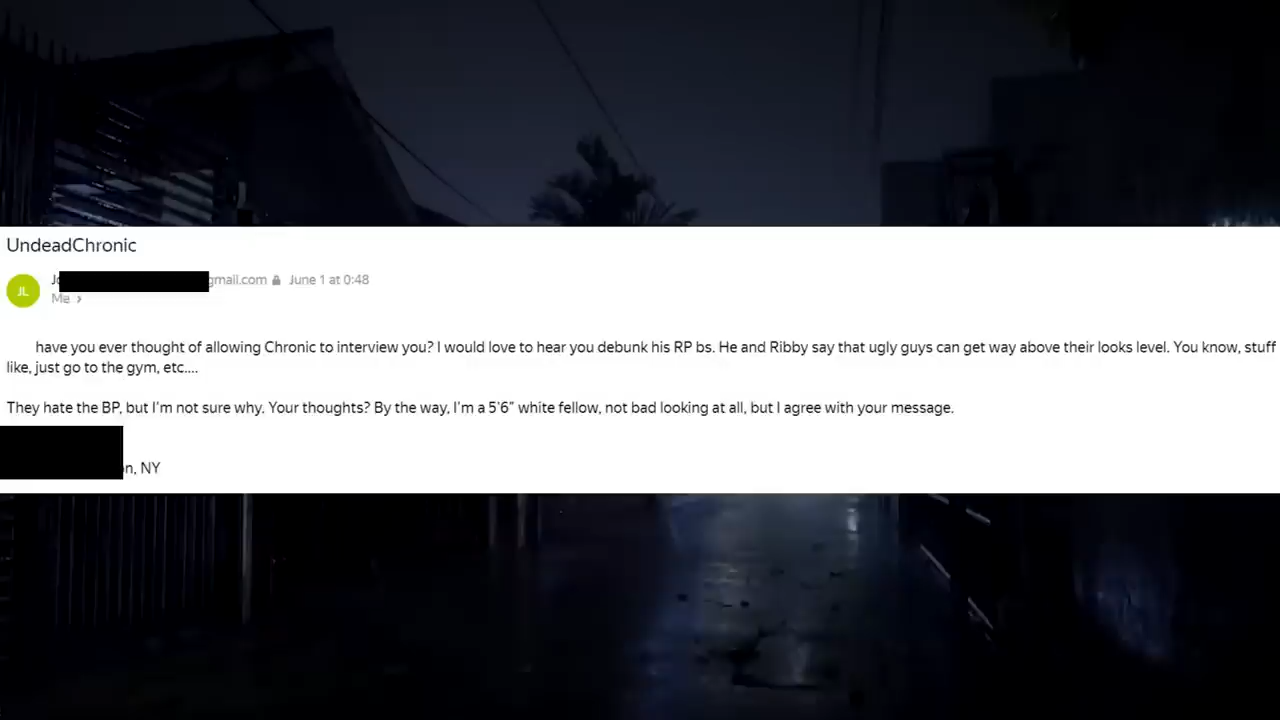 UndeadChronic
JL
Jo gmail.com June 1 at 0:48
Me >
have you ever thought of allowing Chronic to interview you? I would love to hear you debunk his RP bs. He and Ribby say that ugly guys can get way above their looks level. You know, stuff
like, just go to the gym, etc....
They hate the BP, but I'm not sure why. Your thoughts? By the way, I'm a 5'6” white fellow, not bad looking at all, but I agree with your message.
on, NY